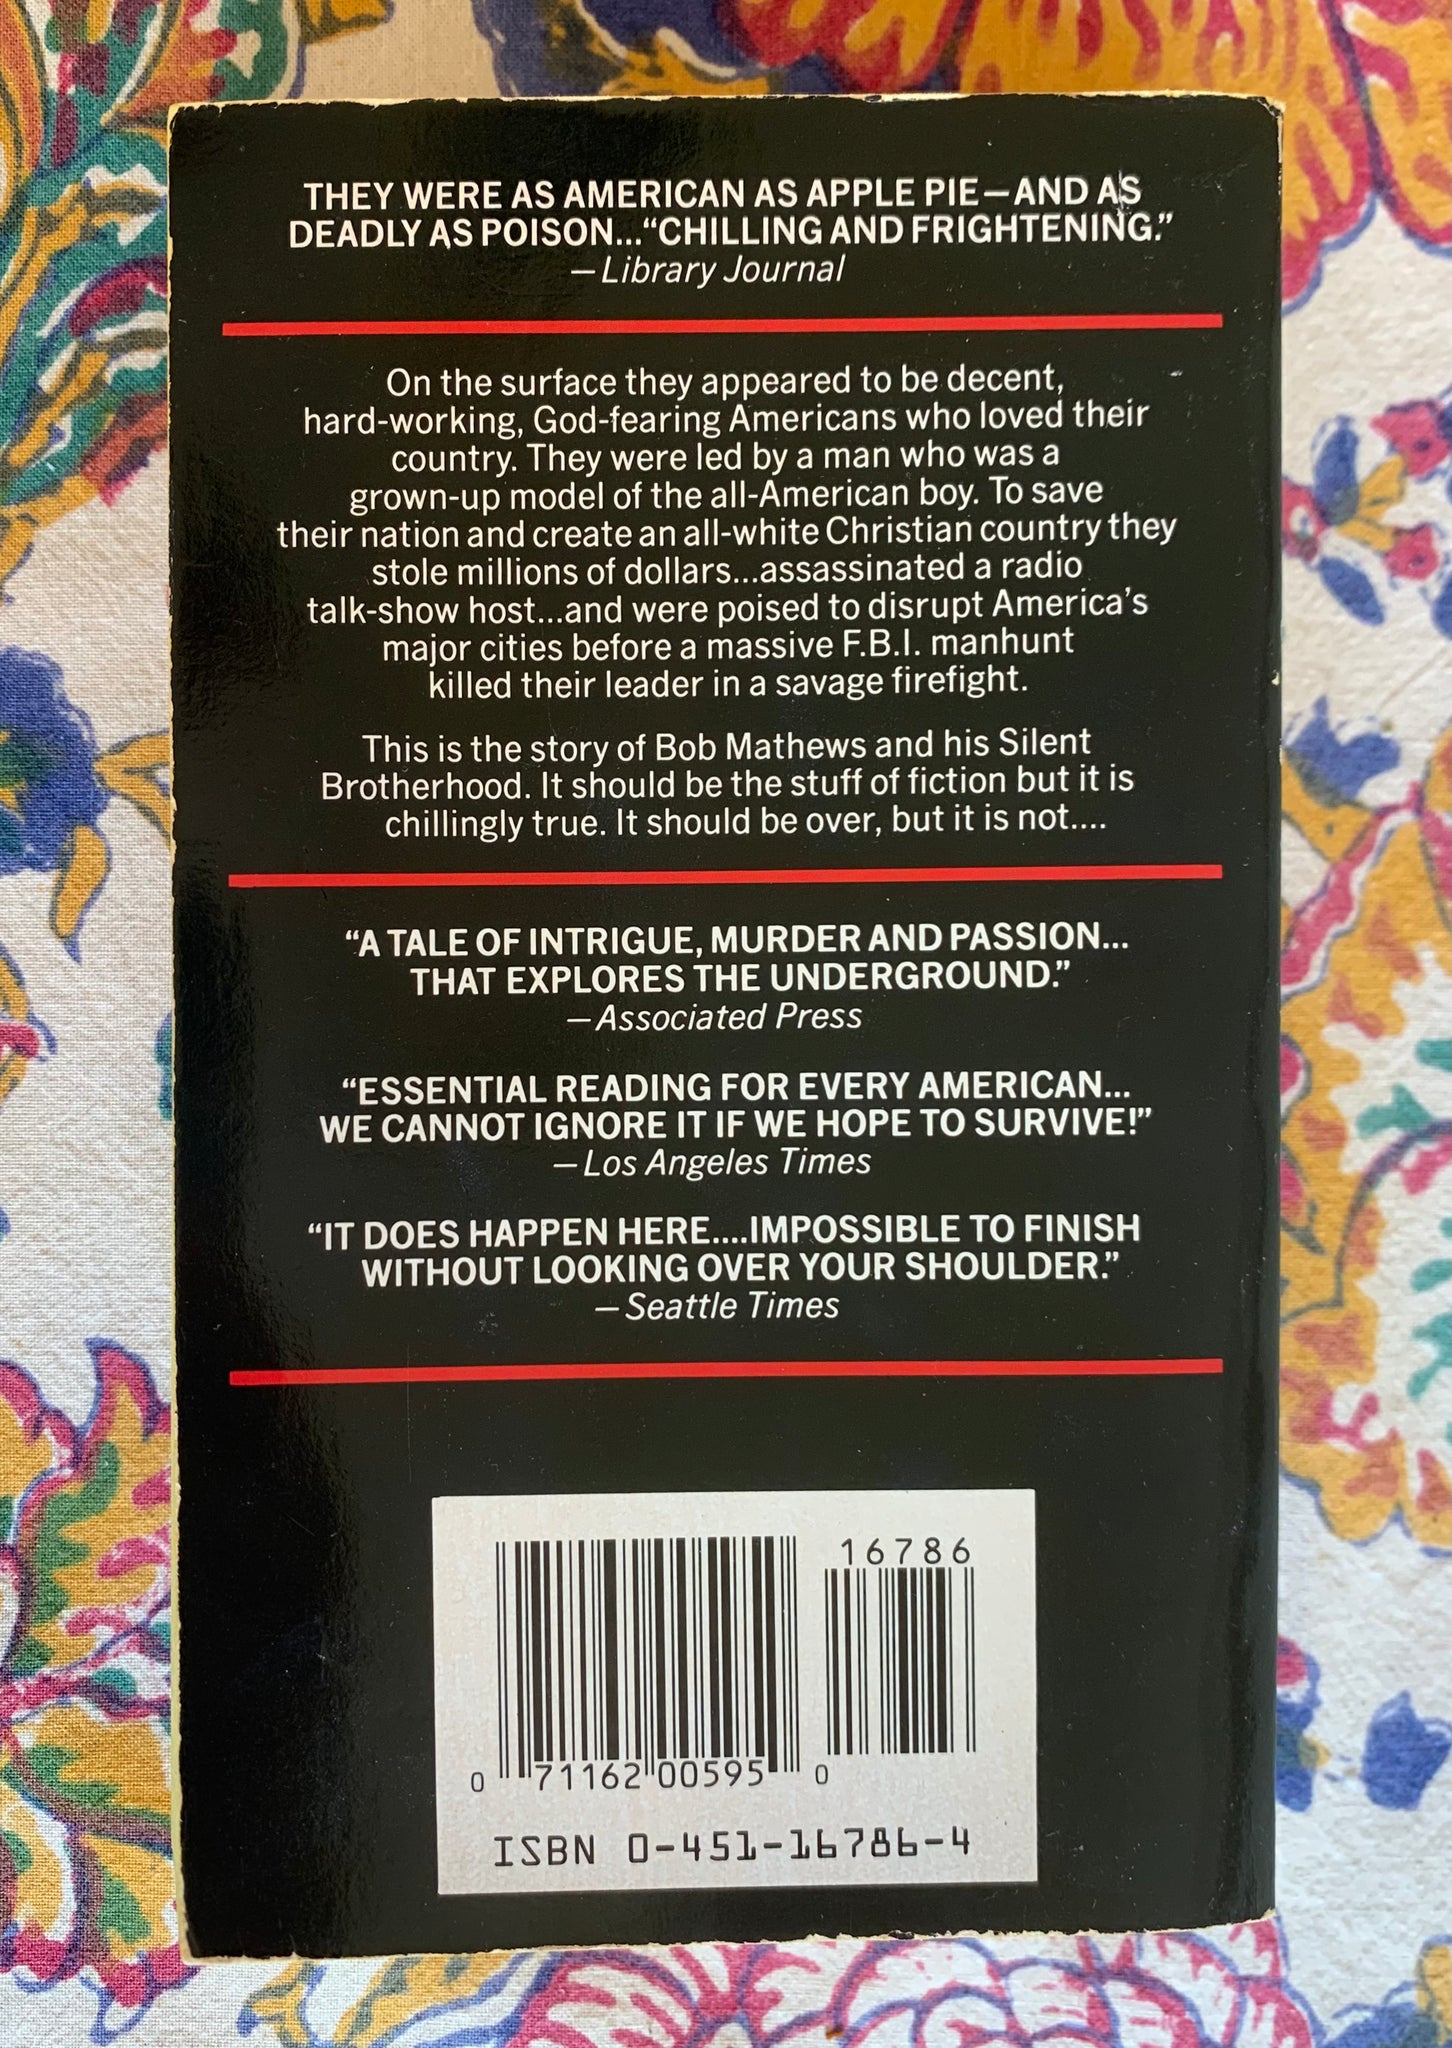 THEY WERE AS AMERICAN AS APPLE PIE—AND AS
DEADLY AS POISON...“CHILLING AND FRIGHTENING.”
—Library Journal
On the surface they appeared to be decent,
hard-working, God-fearing Americans who loved their
country. They were led by a man who was a
grown-up model of the all-American boy. To save
their nation and create an all-white Christian country they
stole millions of dollars...assassinated a radio
talk-show host...and were poised to disrupt America’s
major cities before a massive F.B.I. manhunt
killed their leader in a savage firefight.
This is the story of Bob Mathews and his Silent
Brotherhood. It should be the stuff of fiction but it is
chillingly true. It should be over, but it is not....
“A TALE OF INTRIGUE, MURDER AND PASSION...
THAT EXPLORES THE UNDERGROUND.”
—Associated Press
“ESSENTIAL READING FOR EVERY AMERICAN...
WE CANNOT IGNORE IT IF WE HOPE TO SURVIVE!”
—Los Angeles Times
“IT DOES HAPPEN HERE....IMPOSSIBLE TO FINISH
WITHOUT LOOKING OVER YOUR SHOULDER.”
—Seattle Times
16786
0 71162 00595 0
ISBN 0-451-16786-4